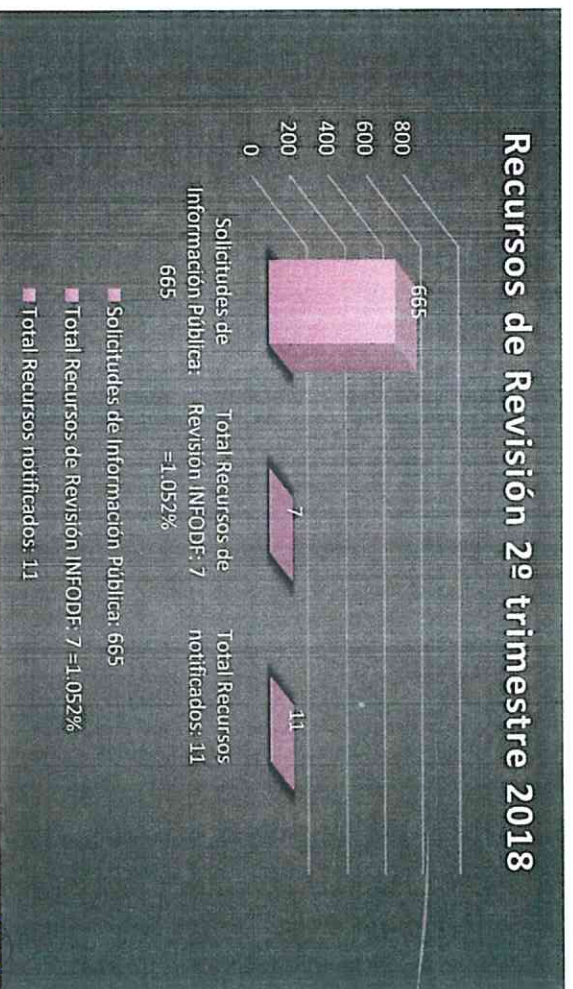 Recursos de Revisión 2º trimestre 2018
800
600
400
200
0
665
7
11
Solicitudes de
Información Pública:
665
Total Recursos de
Revisión INFODF: 7
=1.052%
Total Recursos
notificados: 11
Solicitudes de Información Pública: 665
Total Recursos de Revisión INFODF: 7 =1.052%
Total Recursos notificados: 11